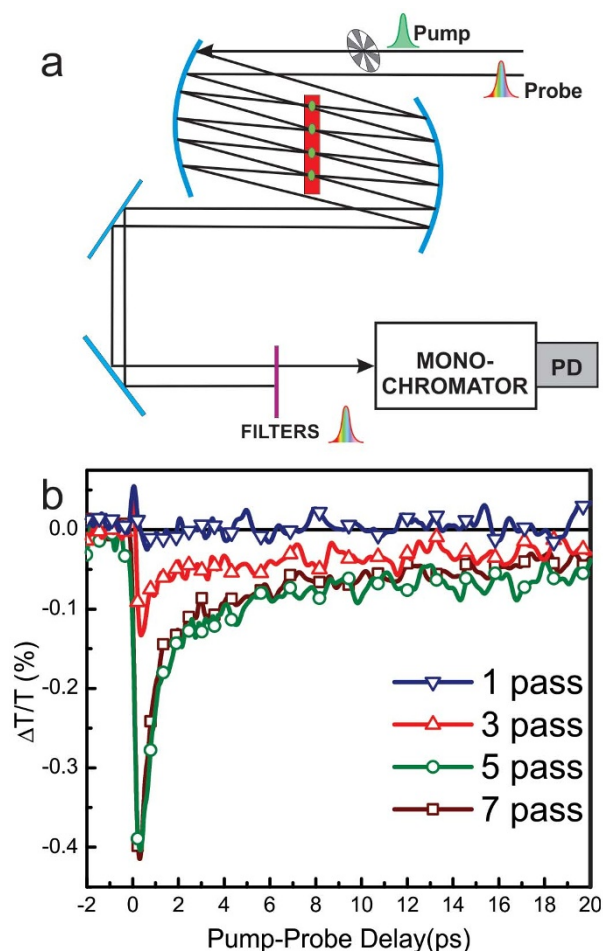 a
Pump
Probe
MONO-
CHROMATOR
PD
FILTERS
b
0.0
-0.1
-0.2
-0.3
-0.4
ΔT/T (%)
1 pass
3 pass
5 pass
7 pass
-2 0 2 4 6 8 10 12 14 16 18 20
Pump-Probe Delay(ps)